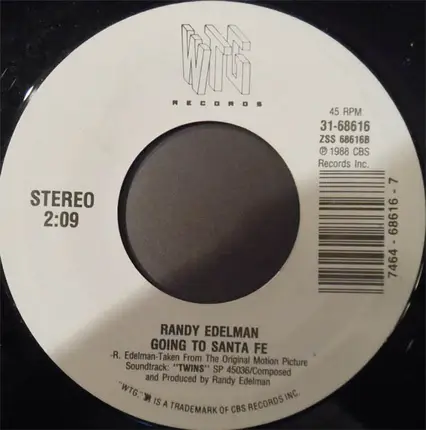 WTG
RECORDS
45 RPM
31-68616
ZSS 68616B
℗ 1988 CBS
Records Inc.
STEREO
2:09
7464-68616-7
RANDY EDELMAN
GOING TO SANTA FE
-R. Edelman-Taken From The Original Motion Picture
Soundtrack: "TWINS" SP 45036/Composed
and Produced by Randy Edelman
"WTG," IS A TRADEMARK OF CBS RECORDS INC.